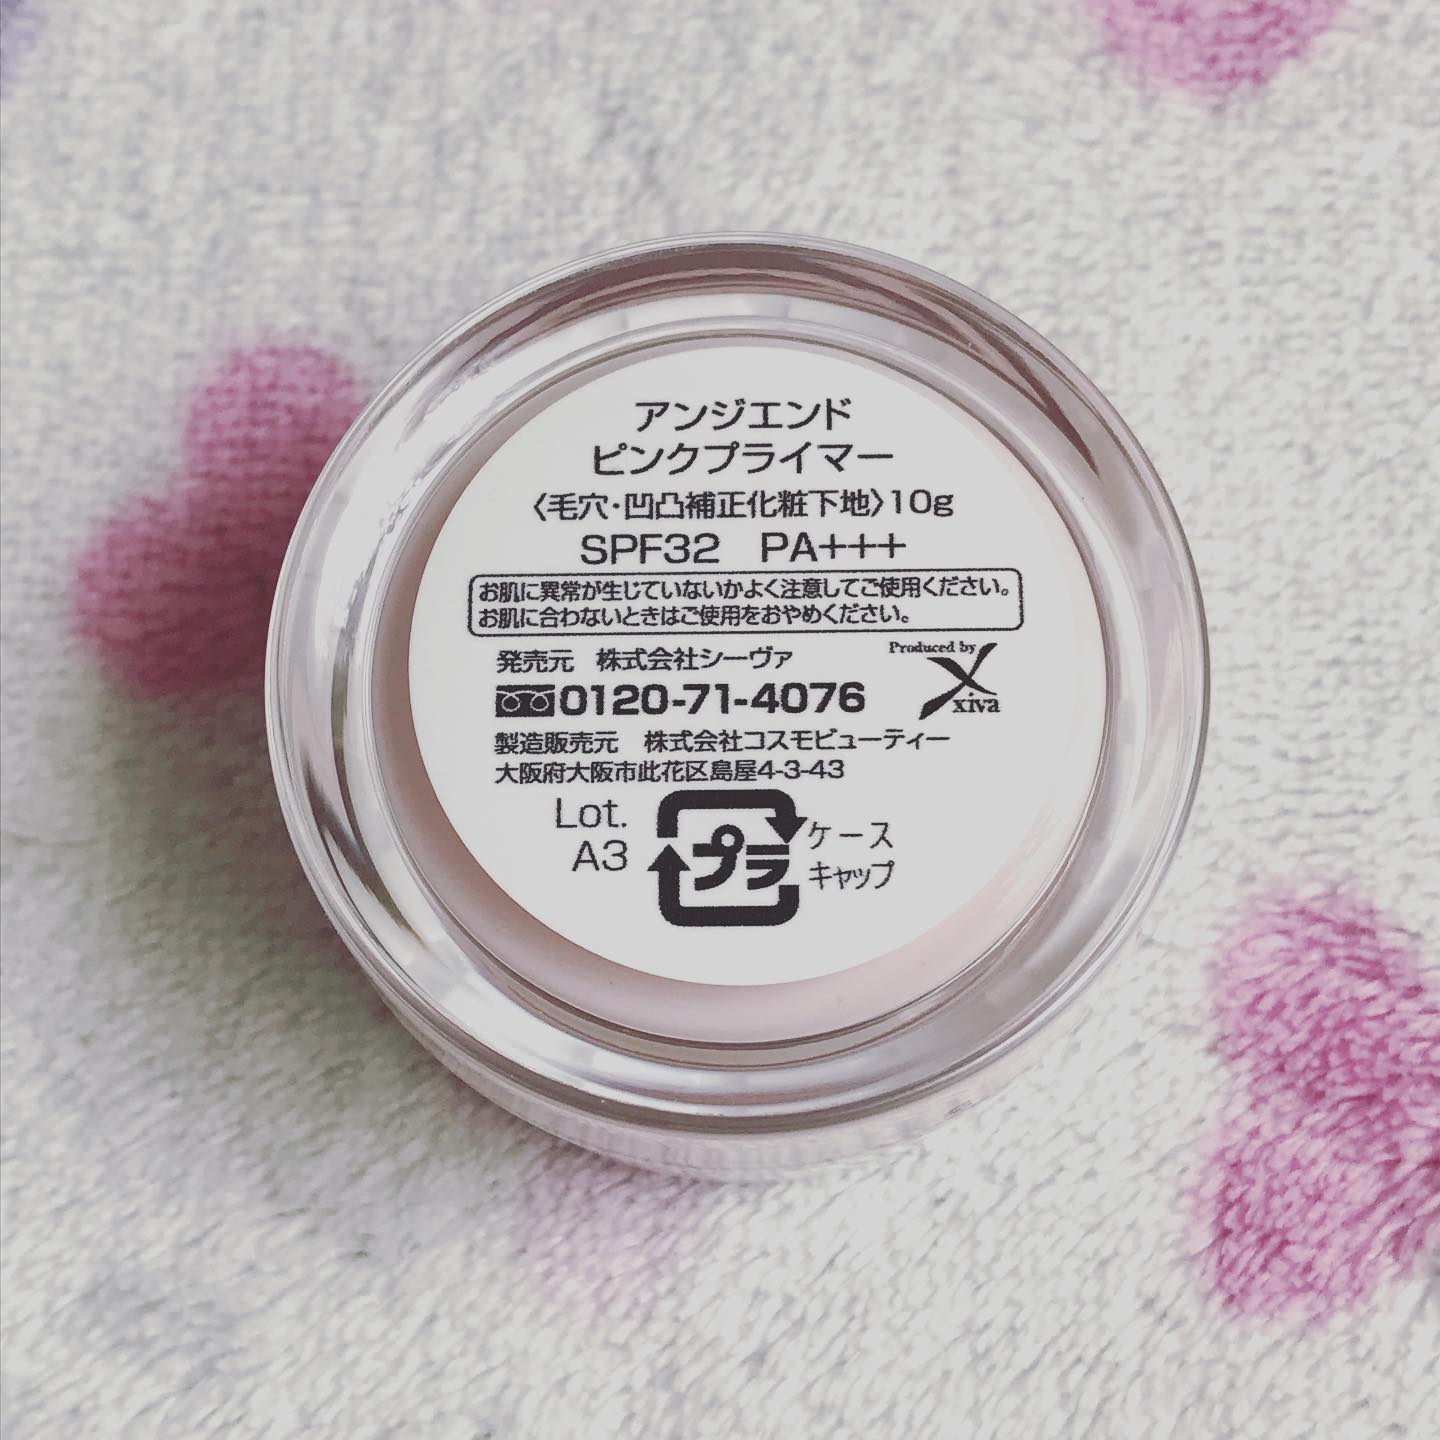 アンジエンド
ピンクプライマー
〈毛穴・凹凸補正化粧下地〉10g
SPF32 PA+++
お肌に異常が生じていないかよく注意してご使用ください。
お肌に合わないときはご使用をおやめください。
発売元 株式会社シーヴァ
0120-71-4076
Produced by
xiva
製造販売元 株式会社コスモビューティー
大阪府大阪市此花区島屋4-3-43
Lot.
A3
プラ
ケース
キャップ